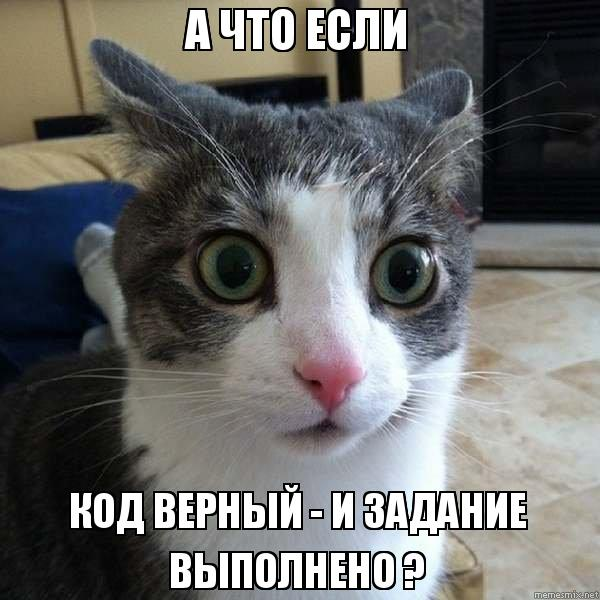 А ЧТО ЕСЛИ
КОД ВЕРНЫЙ - И ЗАДАНИЕ
ВЫПОЛНЕНО ?
memesmix.net